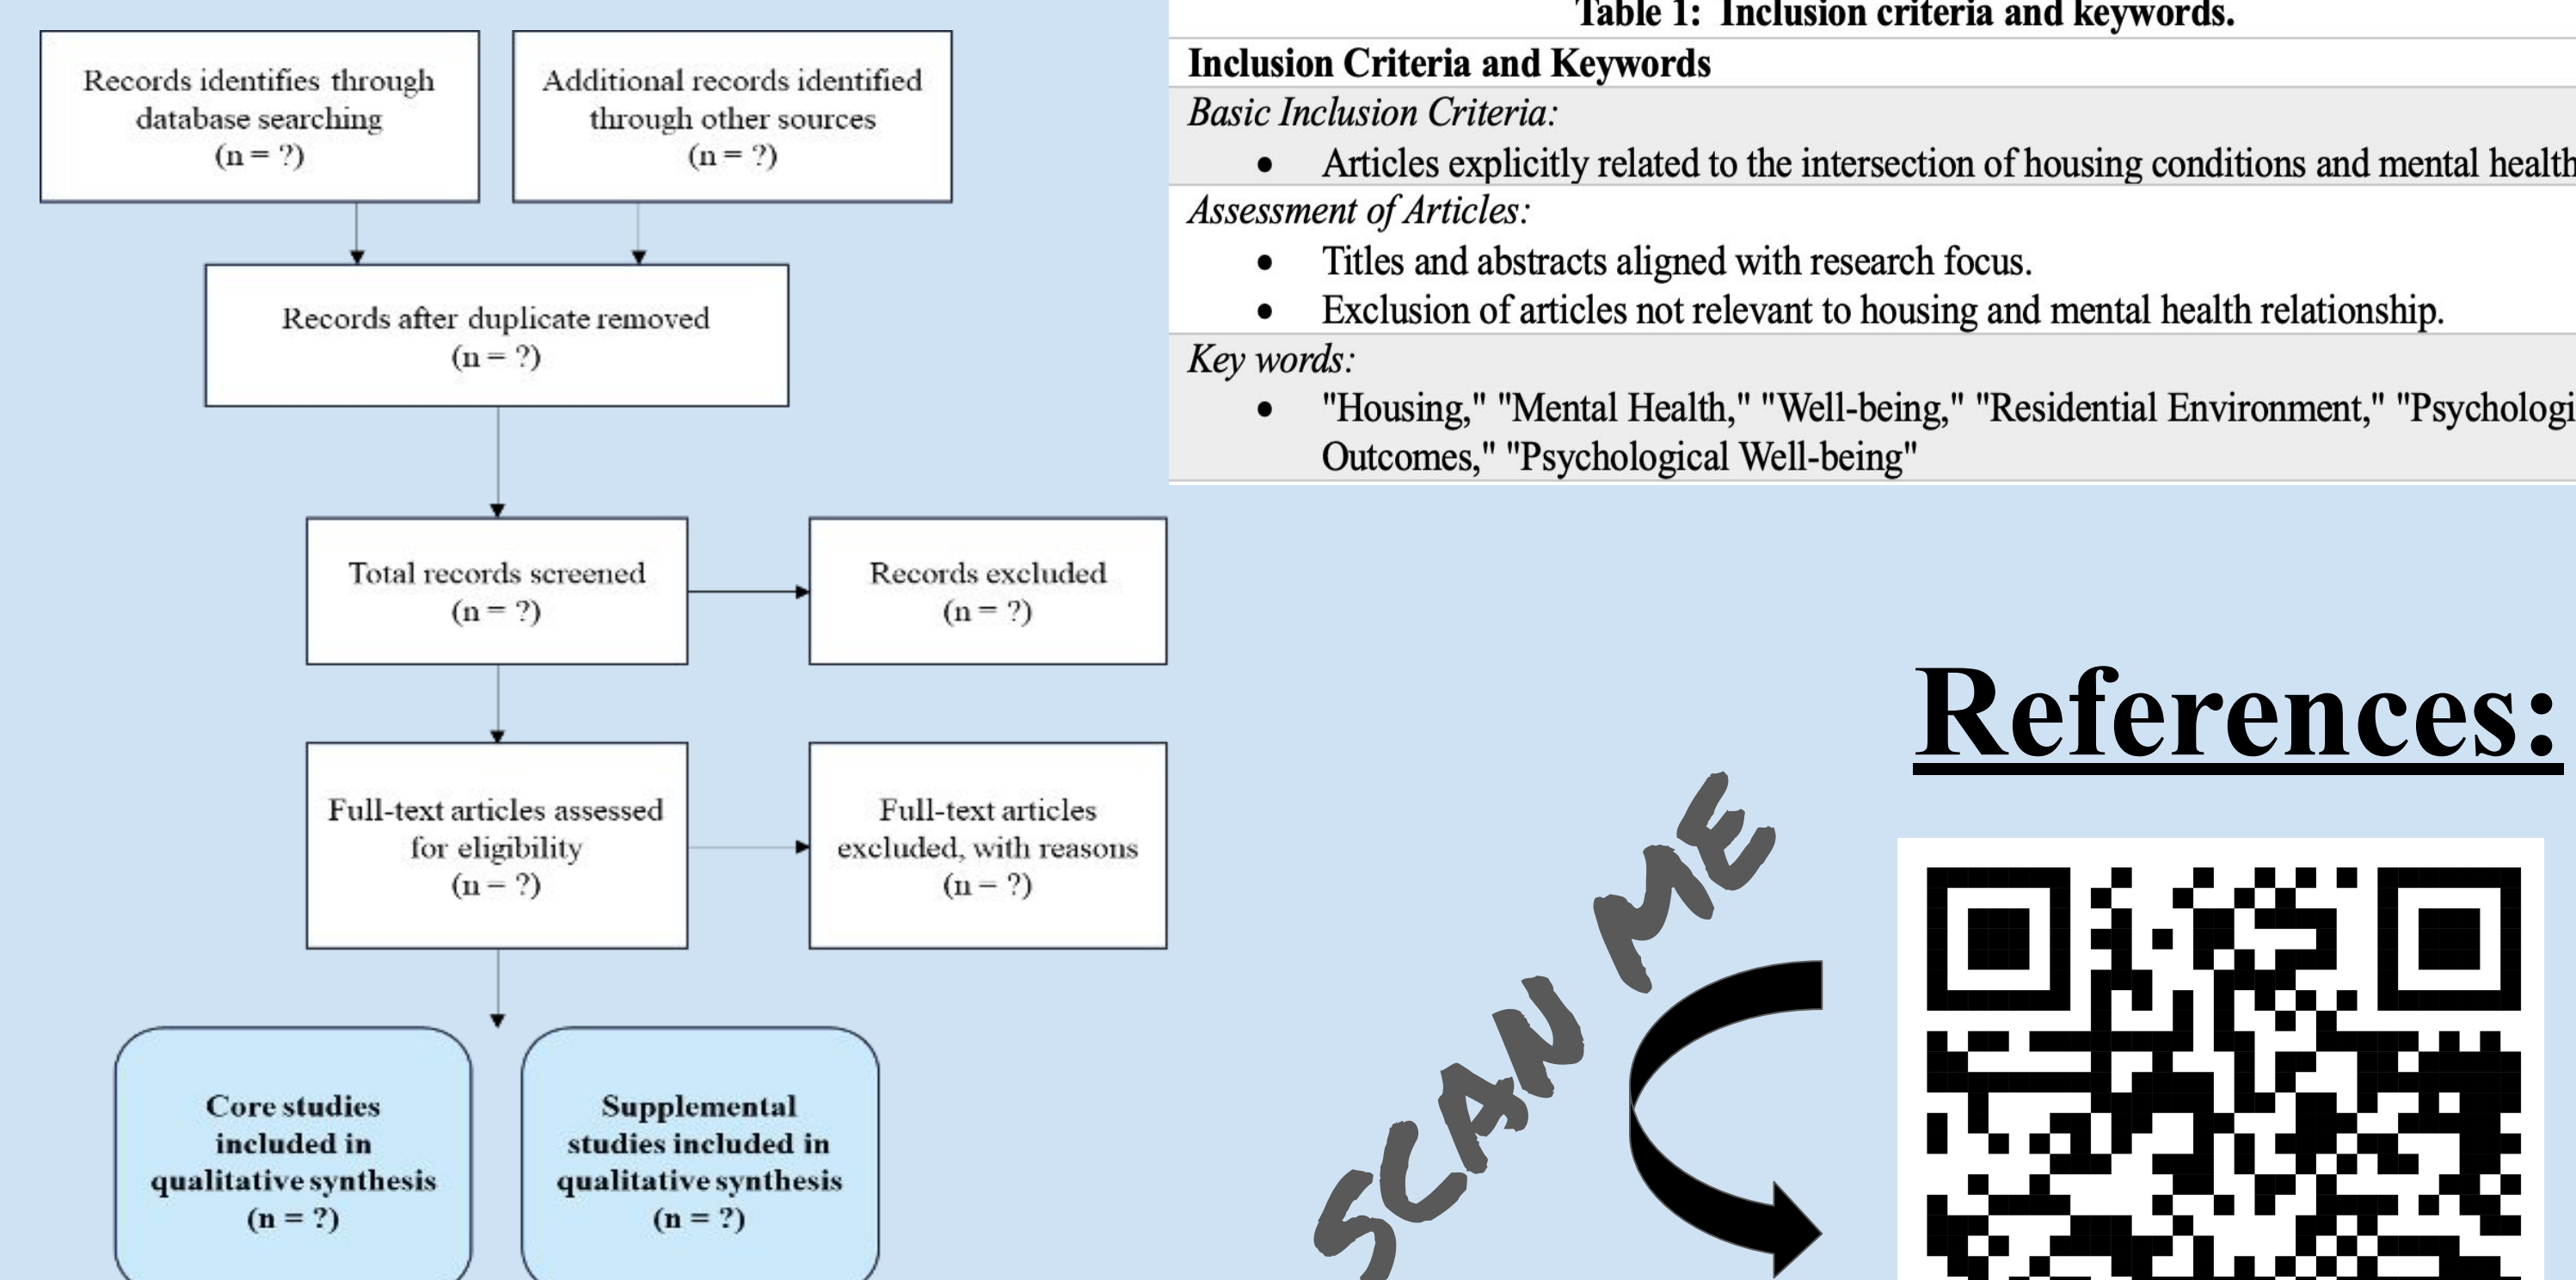 Records identifies through
database searching
(n = ?)
Additional records identified
through other sources
(n = ?)
Records after duplicate removed
(n = ?)
Total records screened
(n = ?)
Records excluded
(n = ?)
Full-text articles assessed
for eligibility
(n = ?)
Full-text articles
excluded, with reasons
(n = ?)
Core studies
included in
qualitative synthesis
(n = ?)
Supplemental
studies included in
qualitative synthesis
(n = ?)
Table 1: Inclusion criteria and keywords.
Inclusion Criteria and Keywords
Basic Inclusion Criteria:
• Articles explicitly related to the intersection of housing conditions and mental health
Assessment of Articles:
• Titles and abstracts aligned with research focus.
• Exclusion of articles not relevant to housing and mental health relationship.
Key words:
• "Housing," "Mental Health," "Well-being," "Residential Environment," "Psychologi
Outcomes," "Psychological Well-being"
References:
SCAN ME